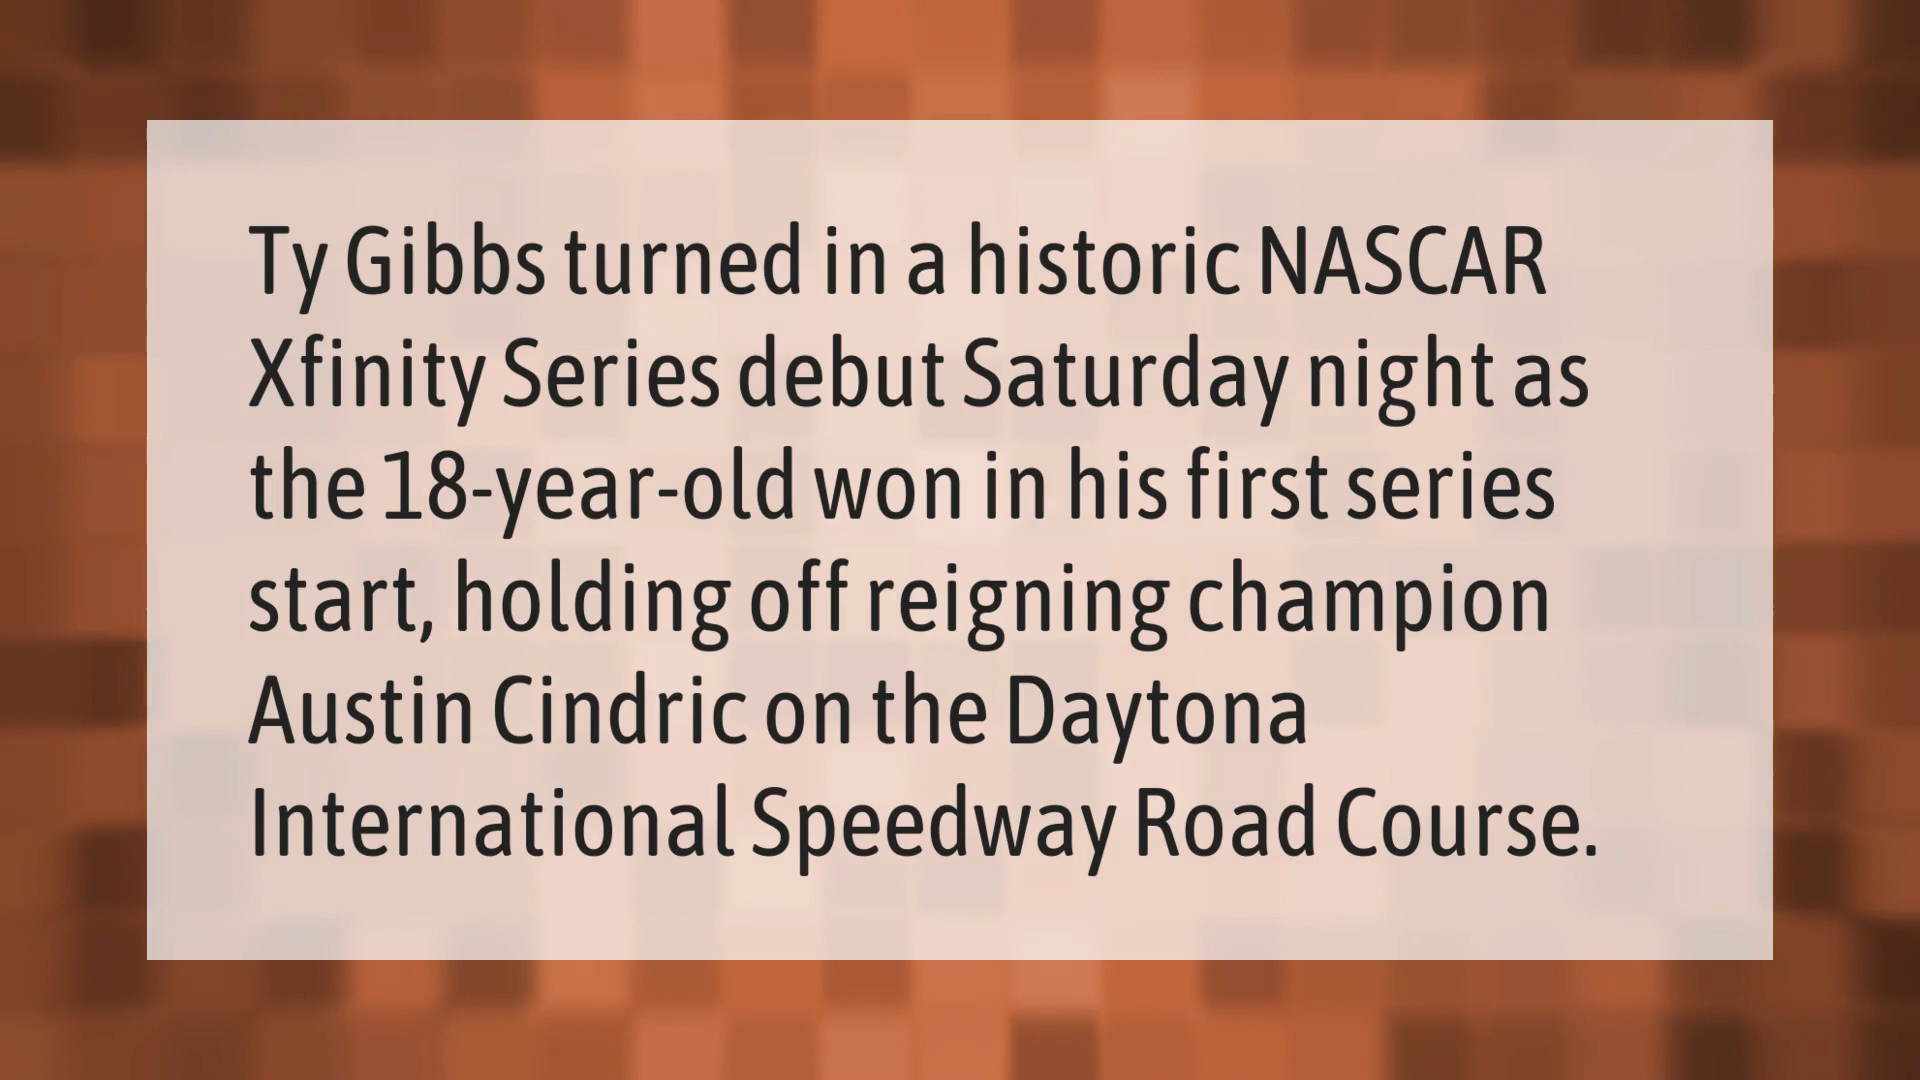 Ty Gibbs turned in a historic NASCAR
Xfinity Series debut Saturday night as
the 18-year-old won in his first series
start, holding off reigning champion
Austin Cindric on the Daytona
International Speedway Road Course.